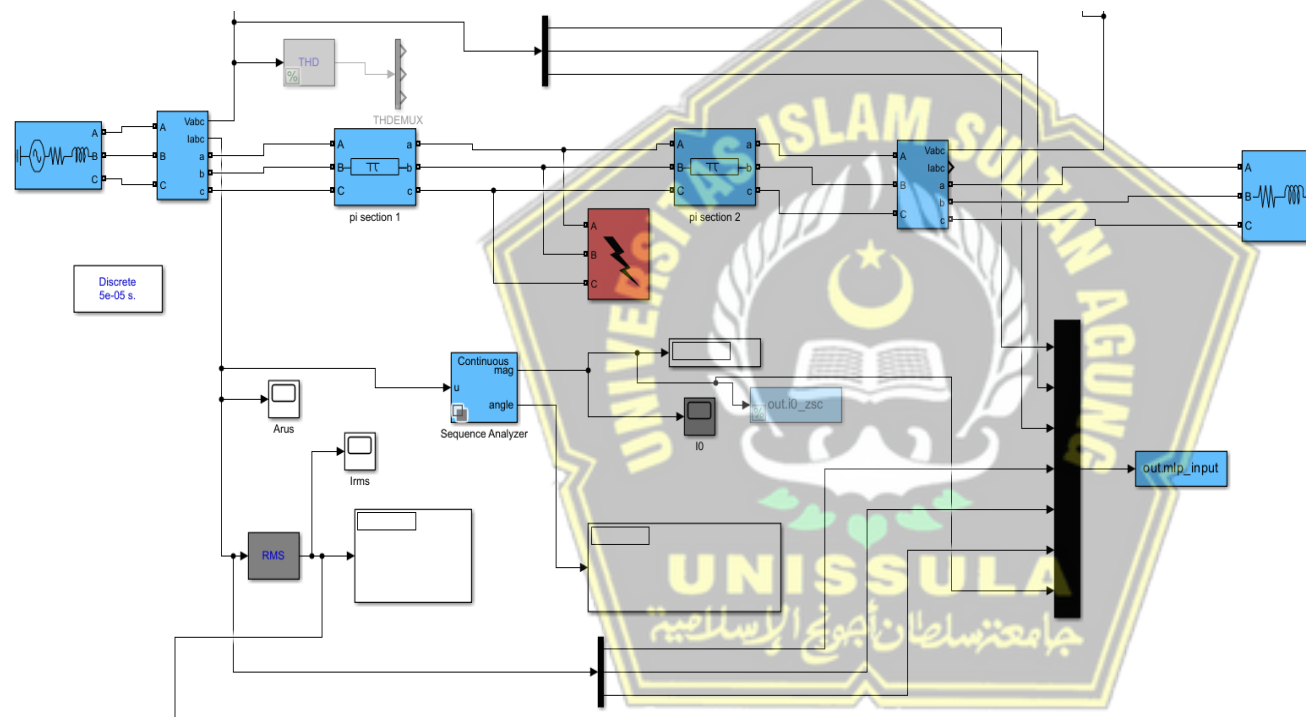 THD
%
THDEMUX
A
B
C
A
B
C
Vabc
Iabc
a
b
c
A
B
C
π
a
b
c
pi section 1
A
B
C
π
a
b
c
pi section 2
A
B
C
Vabc
Iabc
a
b
c
A
B
C
A
B
C
Discrete
5e-05 s.
Continuous
mag
u
angle
Sequence Analyzer
Arus
Irms
RMS
I0
%
out.i0_zsc
out.mlp_input
UNIVERSITAS ISLAM SULTAN AGUNG
UNISSULA
جامعة سلطان أجونج الإسلامية